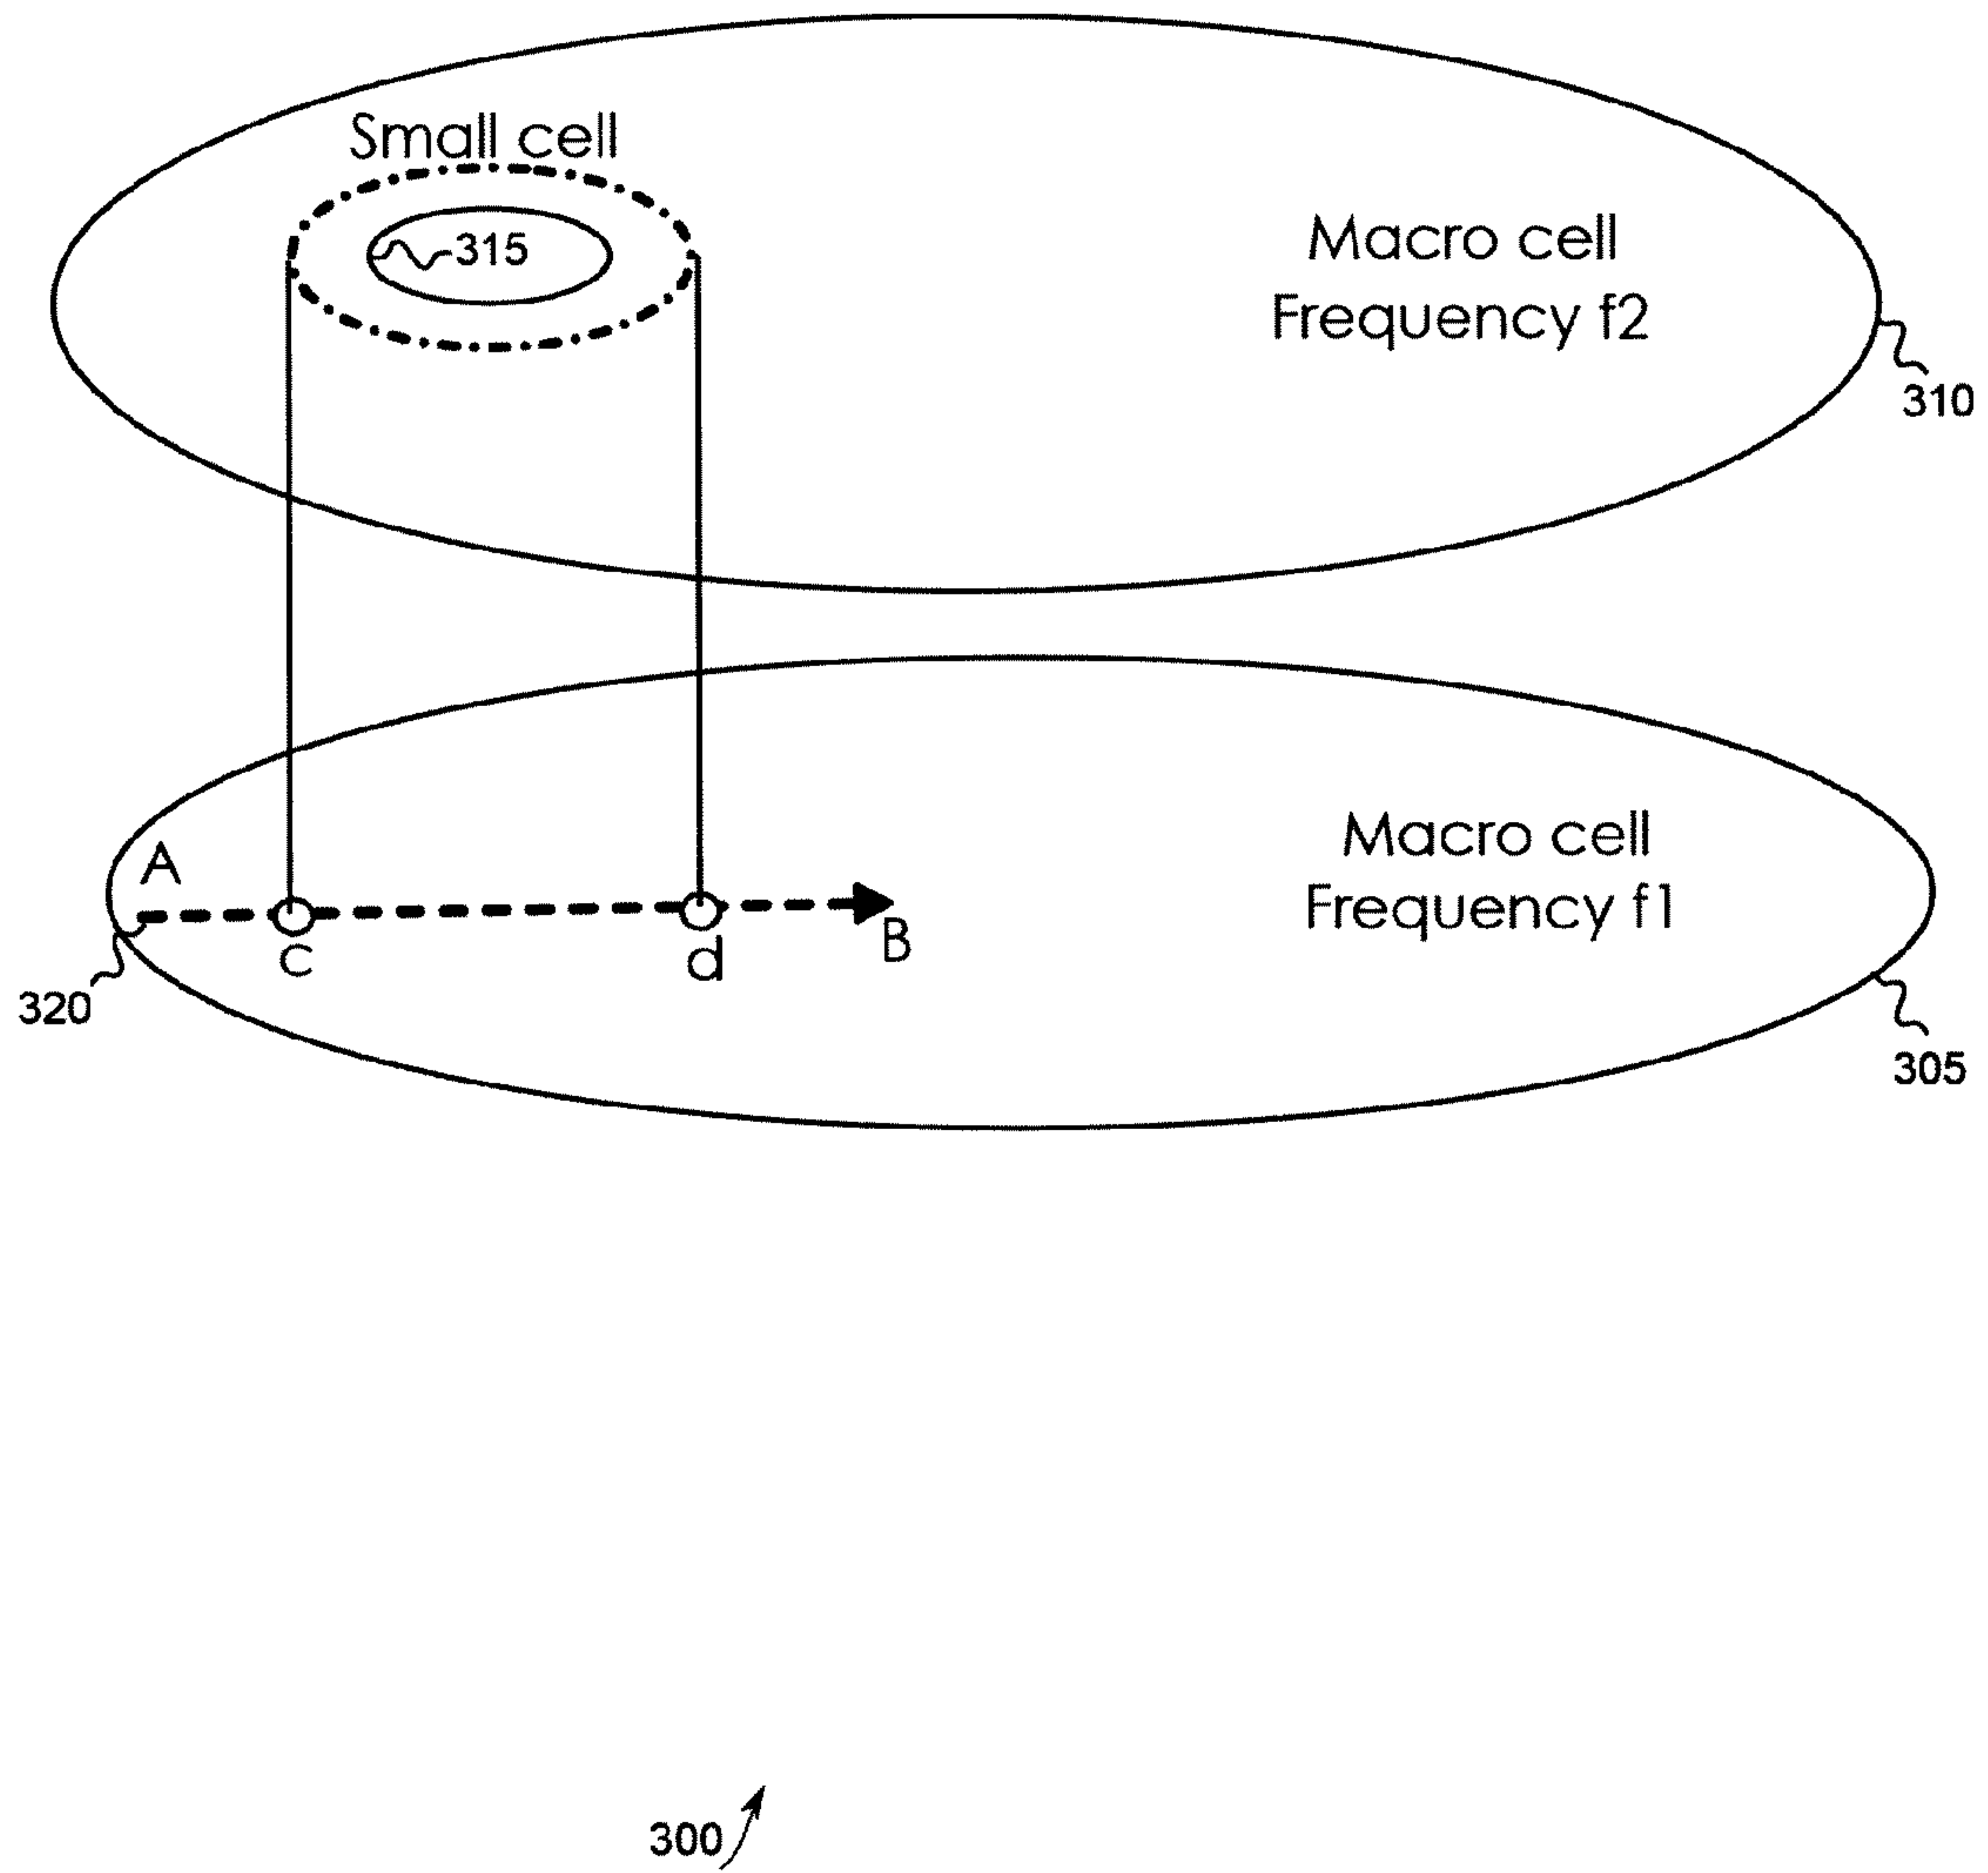 Small cell
315
Macro cell
Frequency f2
310
Macro cell
Frequency f1
A
B
c
d
320
305
300